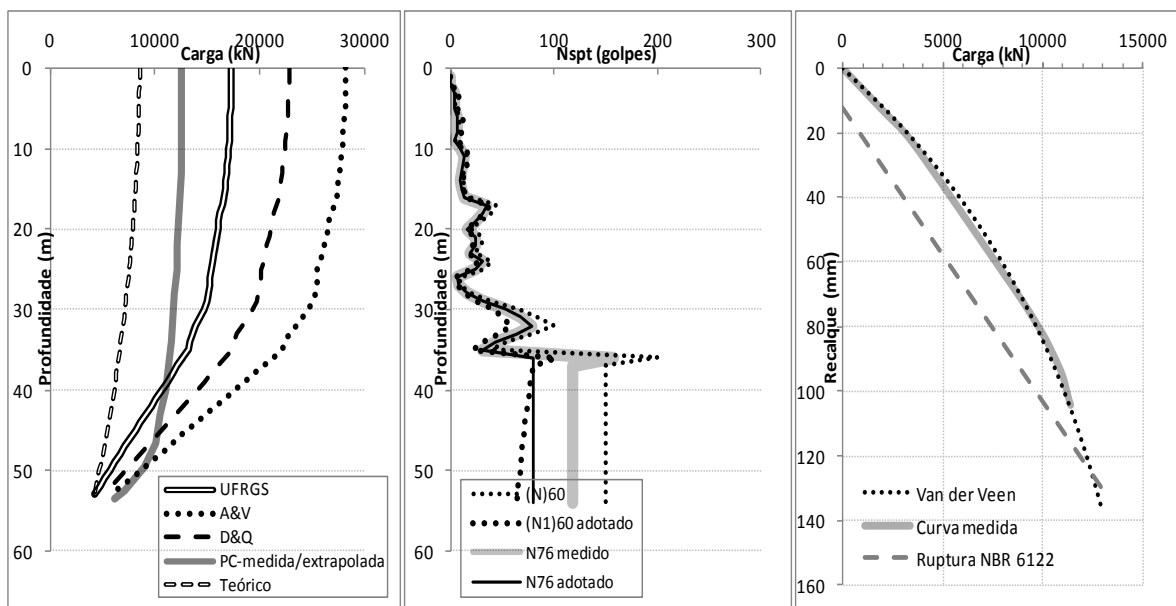 0 10000 20000 30000
Carga (kN)
Profundidade (m)
0
10
20
30
40
50
60
UFRGS
A&V
D&Q
PC-medida/extrapolada
Teórico
0 100 200 300
Nspt (golpes)
Profundidade (m)
0
10
20
30
40
50
60
(N)60
(N1)60 adotado
N76 medido
N76 adotado
0 5000 10000 15000
Carga (kN)
Recalque (mm)
0
20
40
60
80
100
120
140
160
Van der Veen
Curva medida
Ruptura NBR 6122